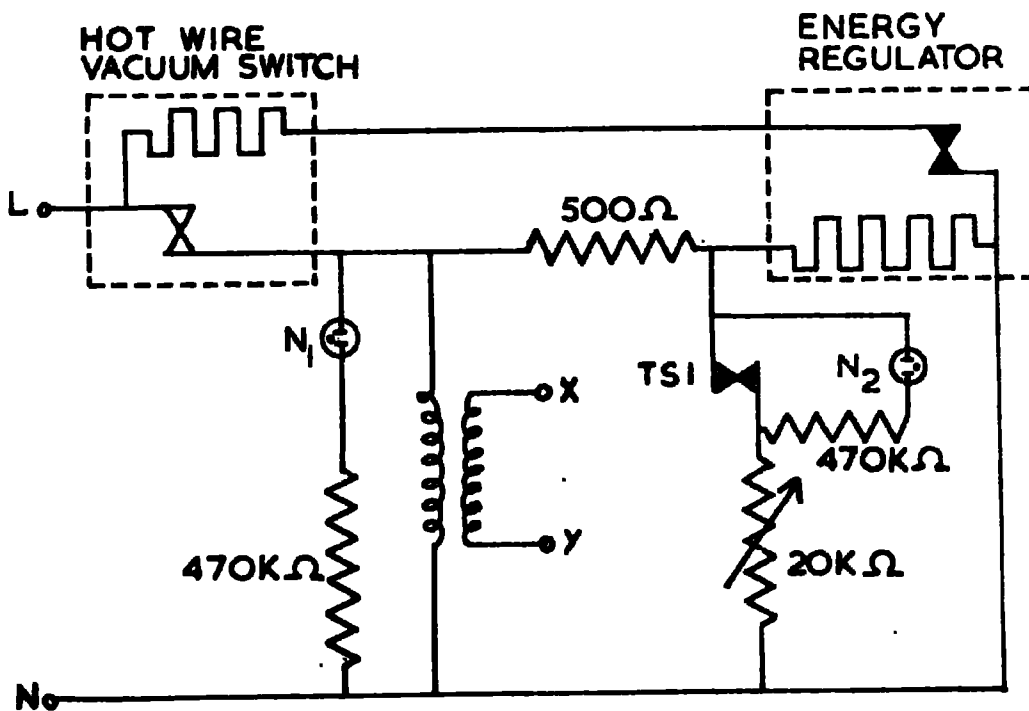 HOT WIRE
VACUUM SWITCH
ENERGY
REGULATOR
L
500Ω
N1
X
TS1
N2
470KΩ
Y
470KΩ
20KΩ
N